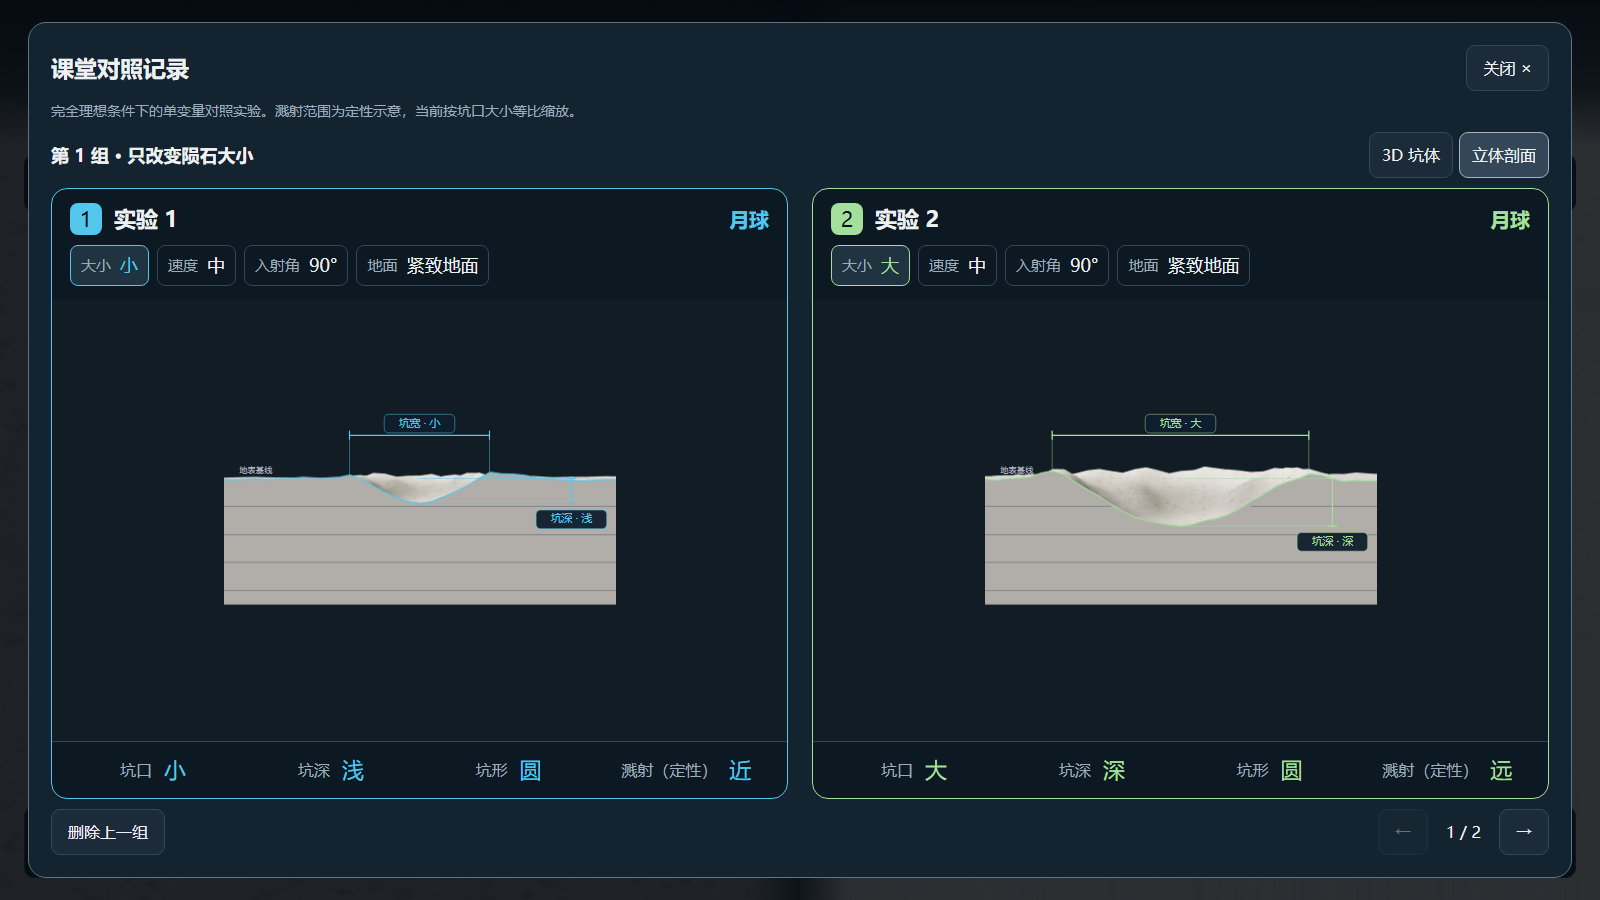 课堂对照记录
关闭 ×
完全理想条件下的单变量对照实验。溅射范围为定性示意，当前按坑口大小等比缩放。
第 1 组 • 只改变陨石大小
3D 坑体
立体剖面
1 实验 1 月球
大小 小 速度 中 入射角 90° 地面 紧致地面
坑宽 · 小
地表基线
坑深 · 浅
坑口 小 坑深 浅 坑形 圆 溅射（定性） 近
2 实验 2 月球
大小 大 速度 中 入射角 90° 地面 紧致地面
坑宽 · 大
地表基线
坑深 · 深
坑口 大 坑深 深 坑形 圆 溅射（定性） 远
删除上一组
← 1 / 2 →